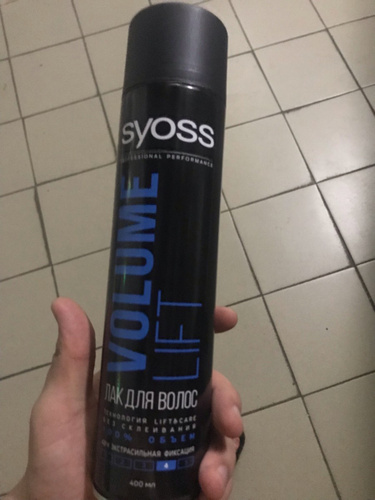 syoss
PROFESSIONAL PERFORMANCE
VOLUME
LIFT
ЛАК ДЛЯ ВОЛОС
ТЕХНОЛОГИЯ LIFT&CARE
БЕЗ СКЛЕИВАНИЯ
ОБЪЕМ
ЭКСТРАСИЛЬНАЯ ФИКСАЦИЯ
4
400 мл